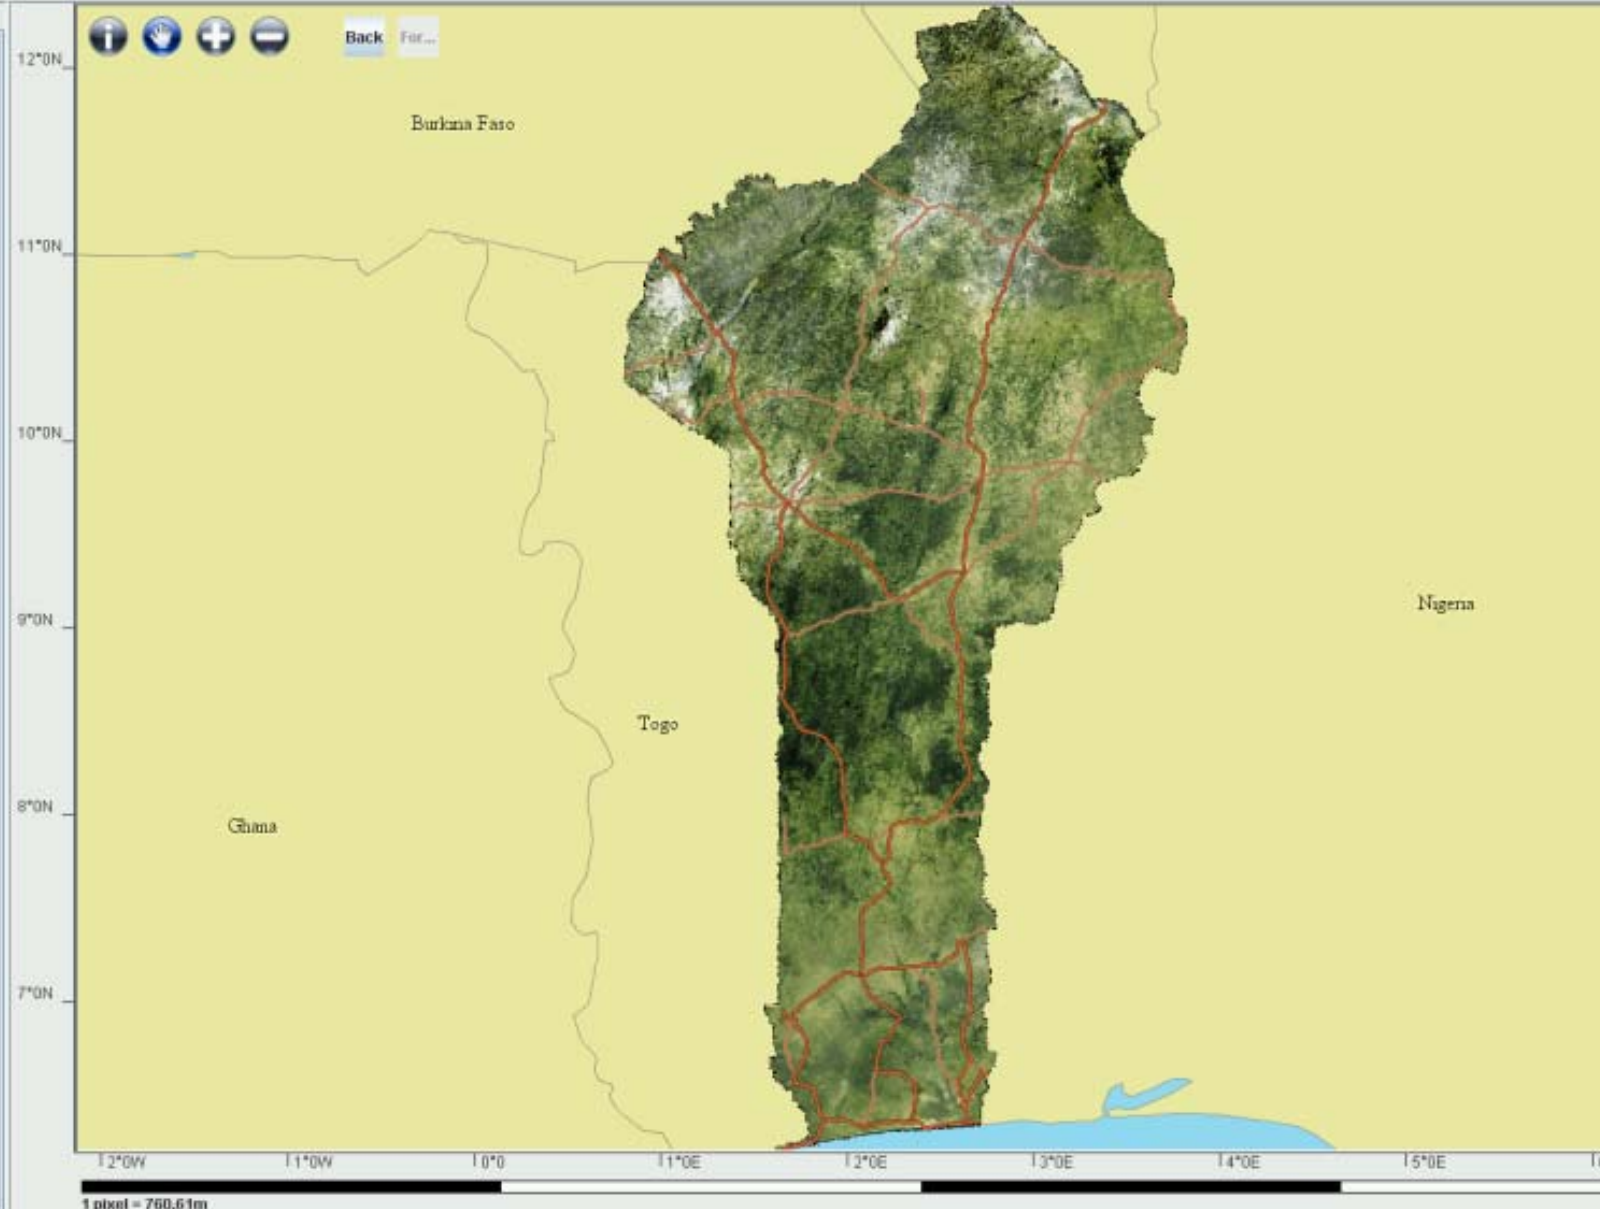 Back For...
12°0N
Burkina Faso
11°0N
10°0N
9°0N
Nigeria
Togo
8°0N
Ghana
7°0N
2°0W 1°0W 0°0 1°0E 2°0E 3°0E 4°0E 5°0E
1 pixel = 760.61m